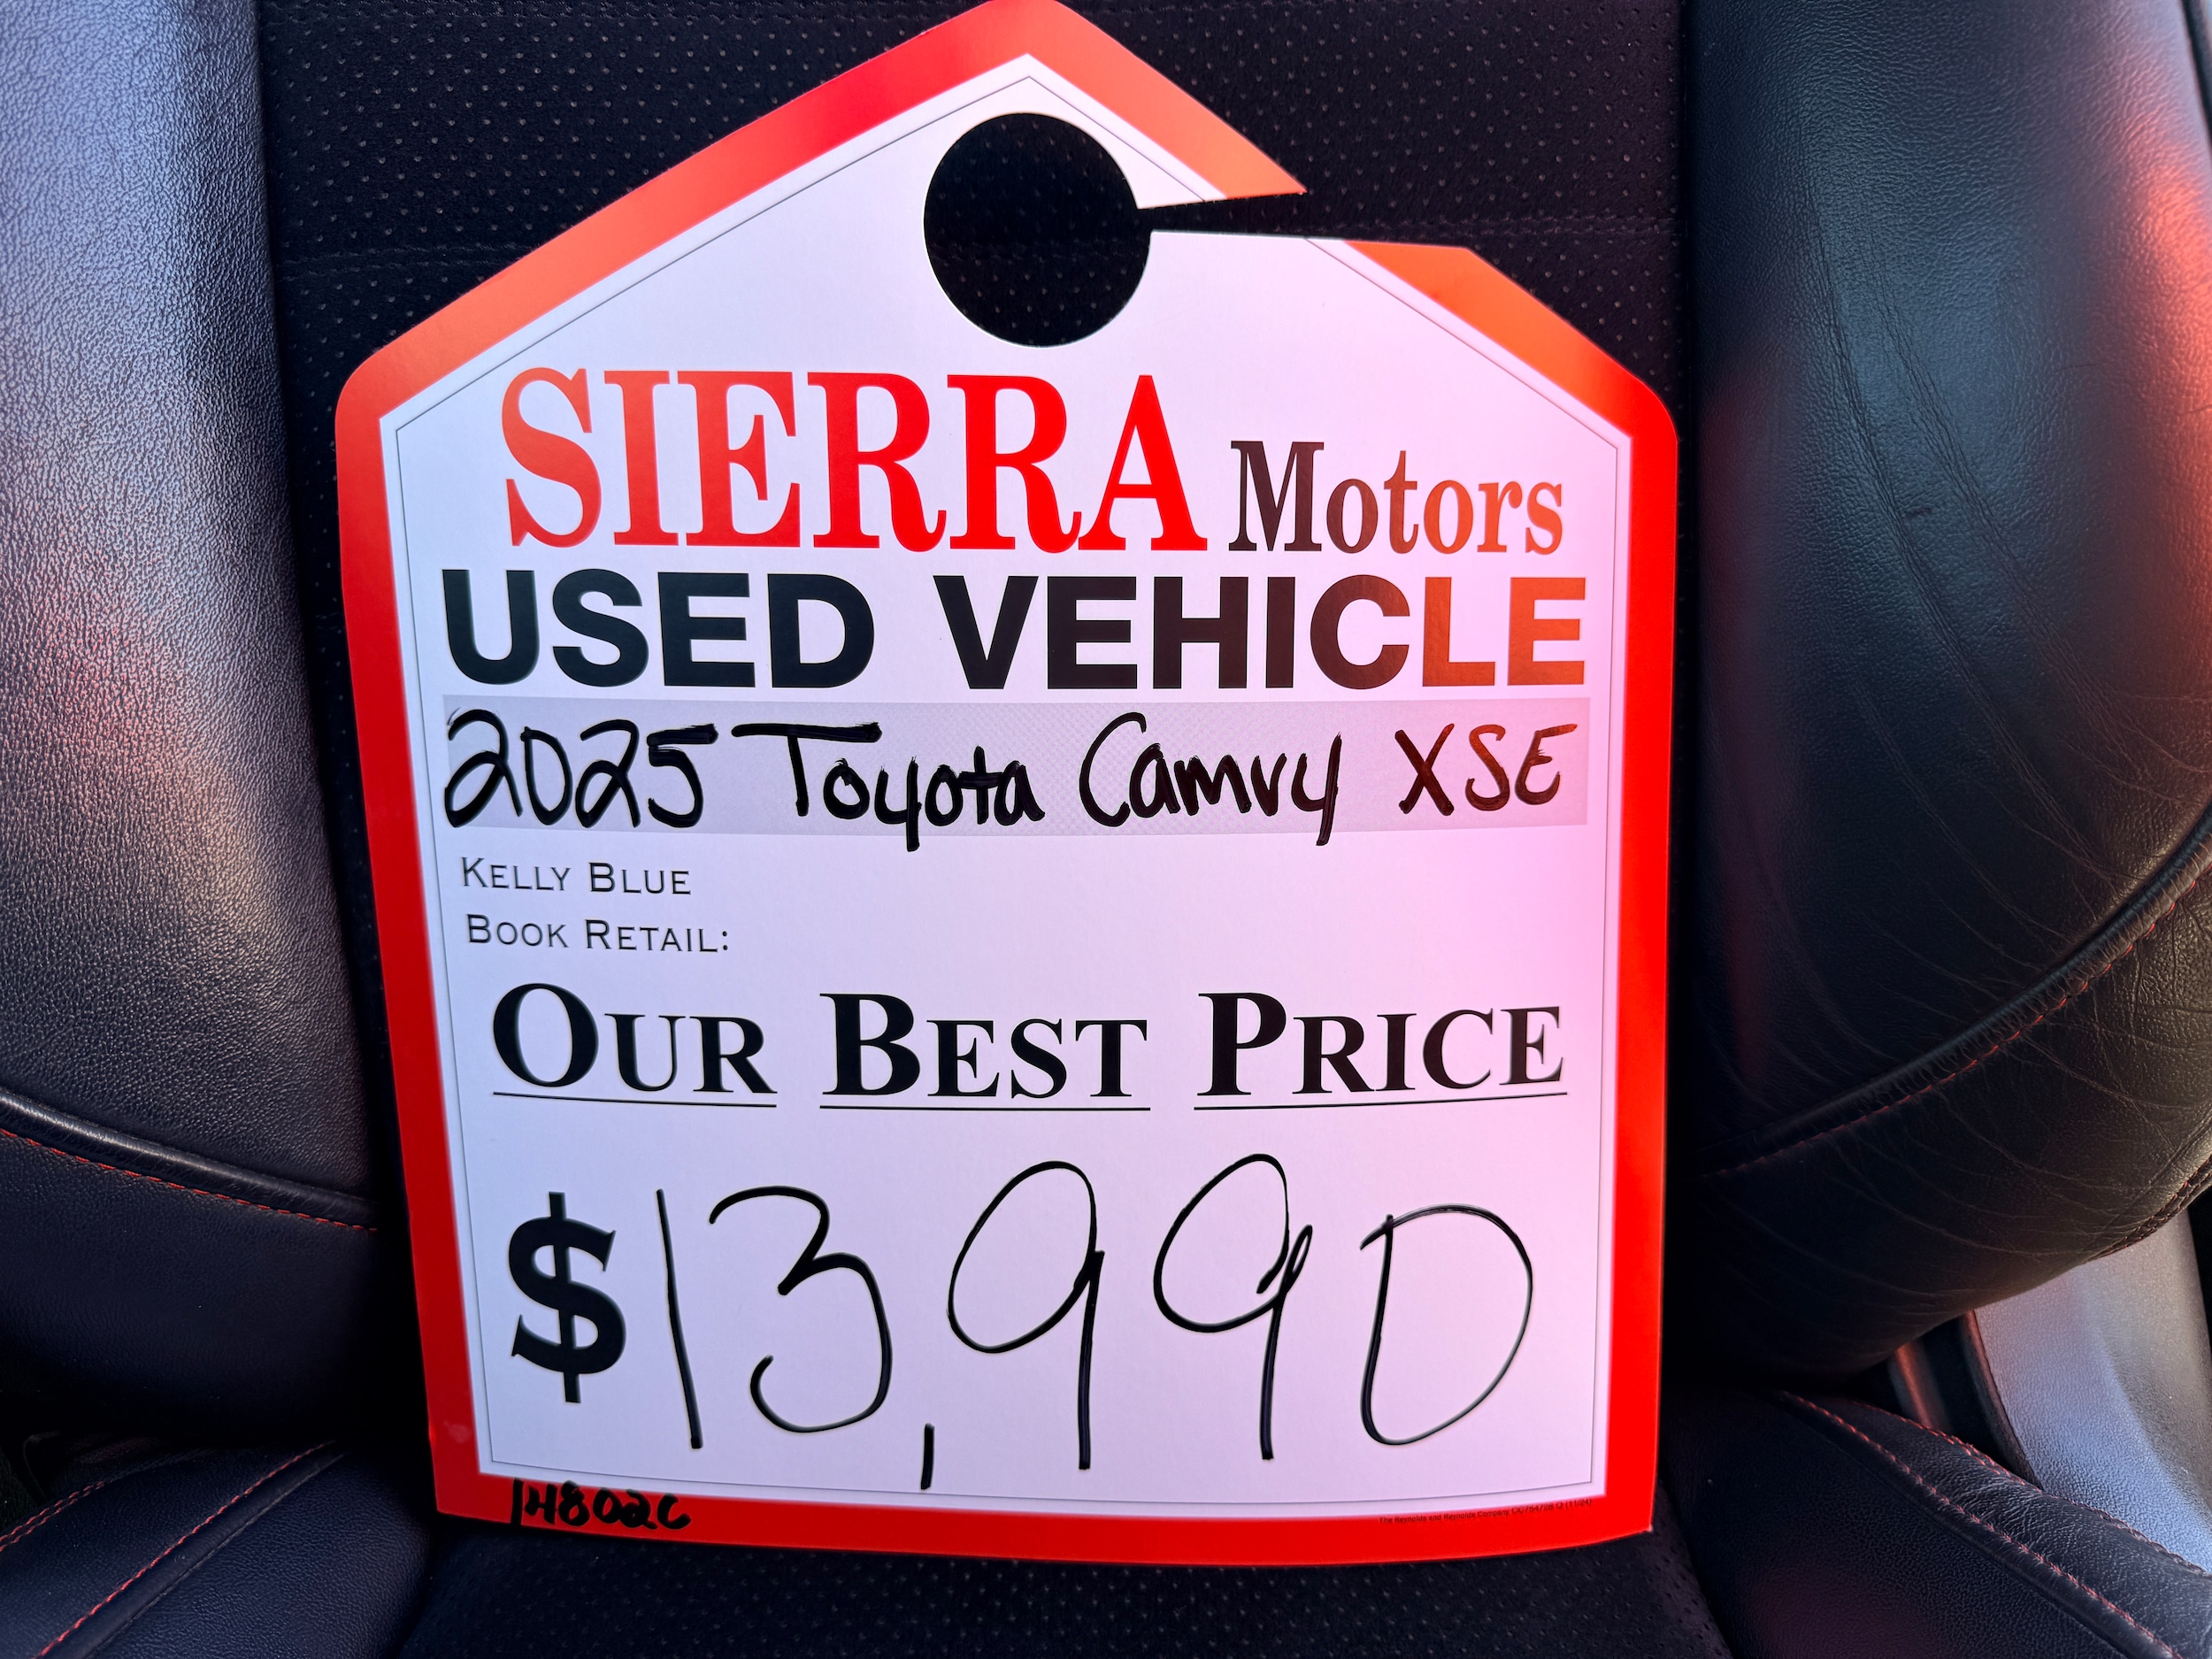 SIERRA Motors
USED VEHICLE
2025 Toyota Camry XSE
KELLY BLUE
BOOK RETAIL:
OUR BEST PRICE
$13,990
1H802C